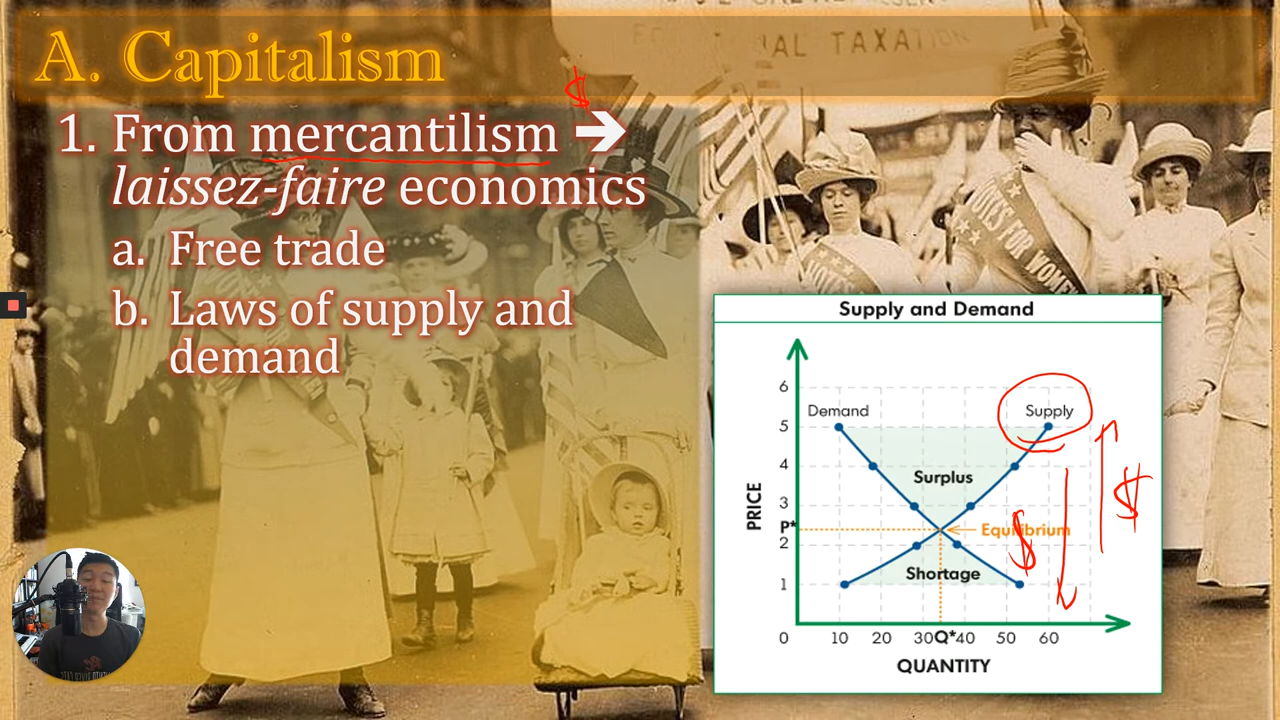 EQUAL TAXATION
A. Capitalism
$
1. From mercantilism ➔
laissez-faire economics
a. Free trade
b. Laws of supply and
demand
VOTES FOR WOMEN
VOTES
Supply and Demand
6
Demand
Supply
5
4
Surplus
3
PRICE
P*
Equilibrium
$
$
2
Shortage
1
0
10
20
30
Q*
40
50
60
QUANTITY